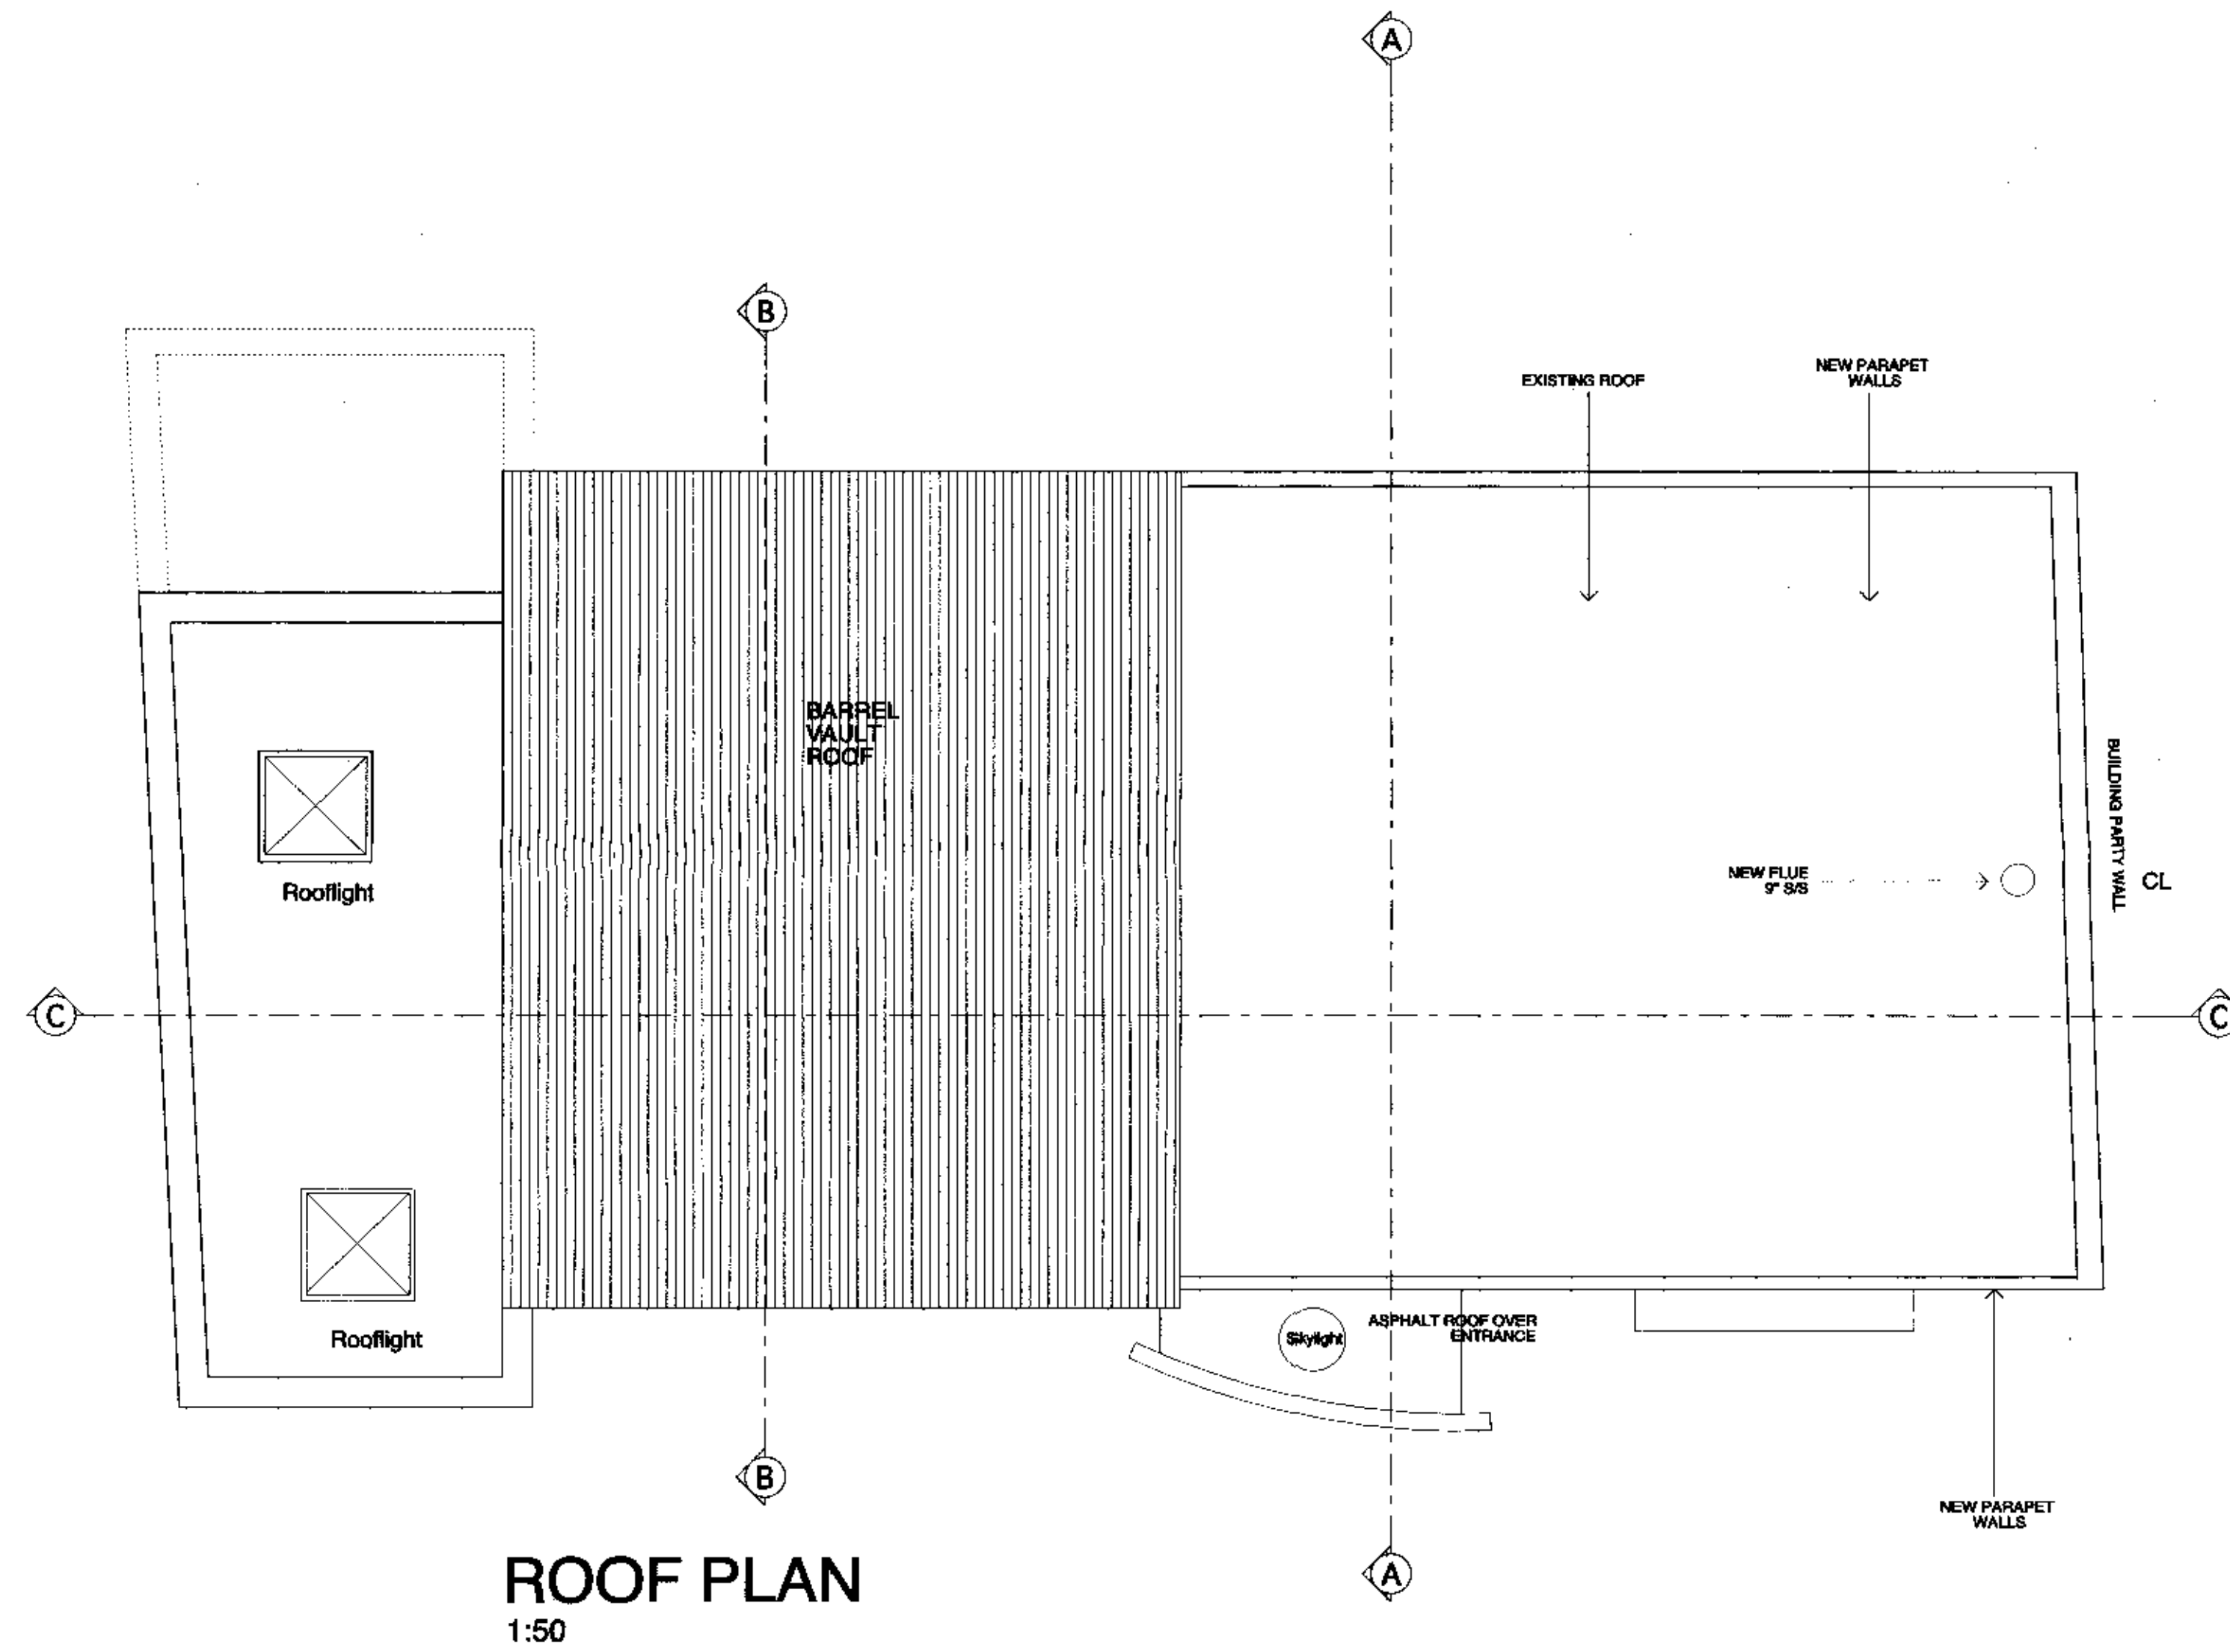 A
B
EXISTING ROOF
NEW PARAPET
WALLS
BARREL
VAULT
ROOF
BUILDING PARTY WALL
Rooflight
NEW FLUE
9" S/S
CL
C
C
Skylight
ASPHALT ROOF OVER
ENTRANCE
Rooflight
B
NEW PARAPET
WALLS
A
ROOF PLAN
1:50